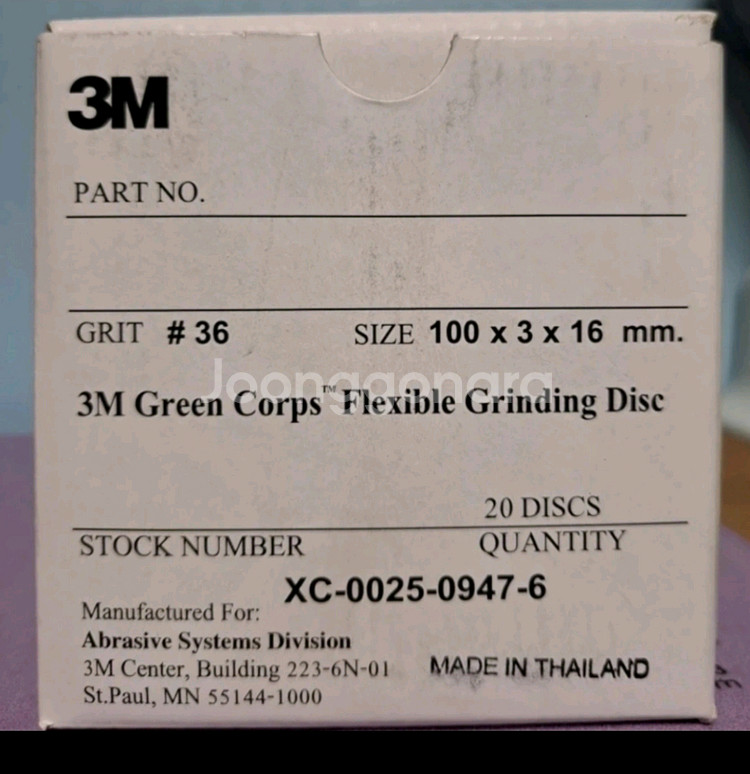 3M
PART NO.
GRIT # 36 SIZE 100 x 3 x 16 mm.
Joonggonara
3M Green Corps™ Flexible Grinding Disc
20 DISCS
STOCK NUMBER QUANTITY
XC-0025-0947-6
Manufactured For:
Abrasive Systems Division
3M Center, Building 223-6N-01 MADE IN THAILAND
St.Paul, MN 55144-1000